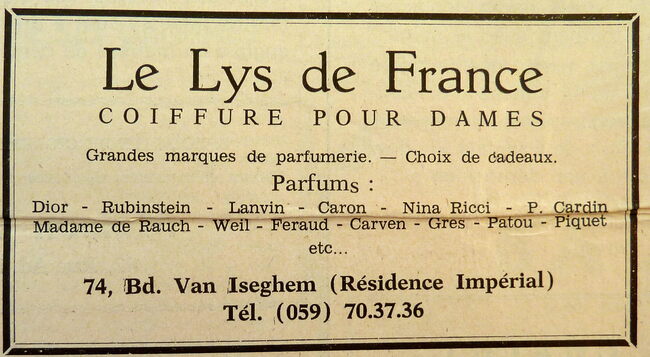 Le Lys de France
COIFFURE POUR DAMES
Grandes marques de parfumerie. — Choix de cadeaux.
Parfums :
Dior - Rubinstein - Lanvin - Caron - Nina Ricci - P. Cardin
Madame de Rauch - Weil - Feraud - Carven - Gres - Patou - Piquet
etc...
74, Bd. Van Iseghem (Résidence Impérial)
Tél. (059) 70.37.36